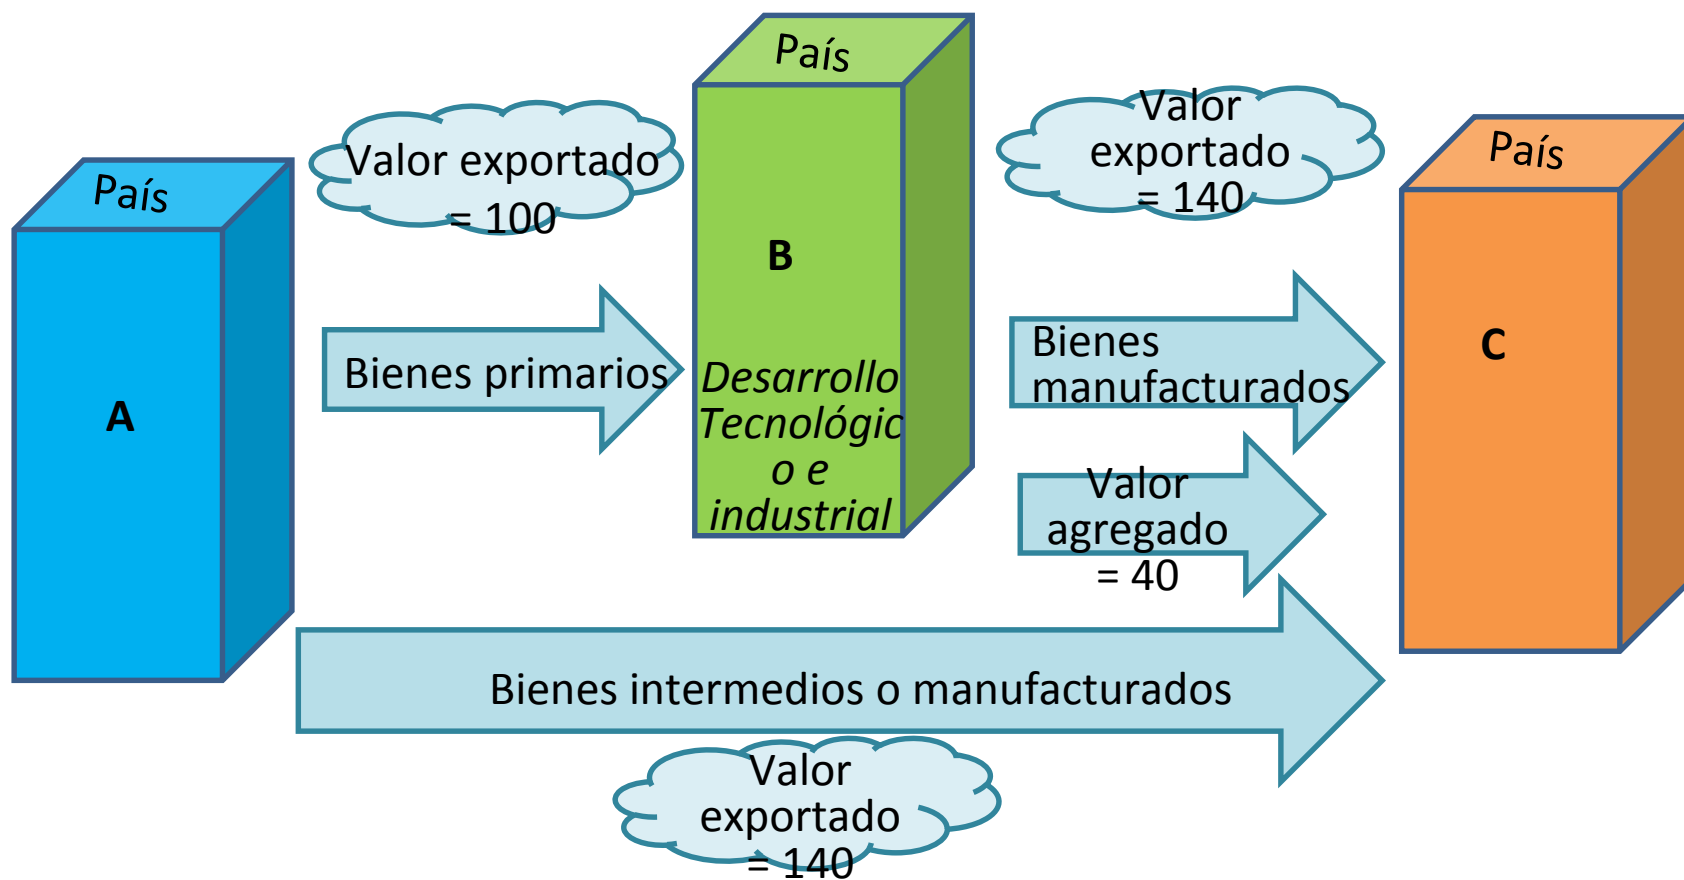 País
A
Valor exportado
= 100
Bienes primarios
País
B
Desarrollo
Tecnológic
o e
industrial
Valor
exportado
= 140
Bienes
manufacturados
Valor
agregado
= 40
País
C
Bienes intermedios o manufacturados
Valor
exportado
= 140